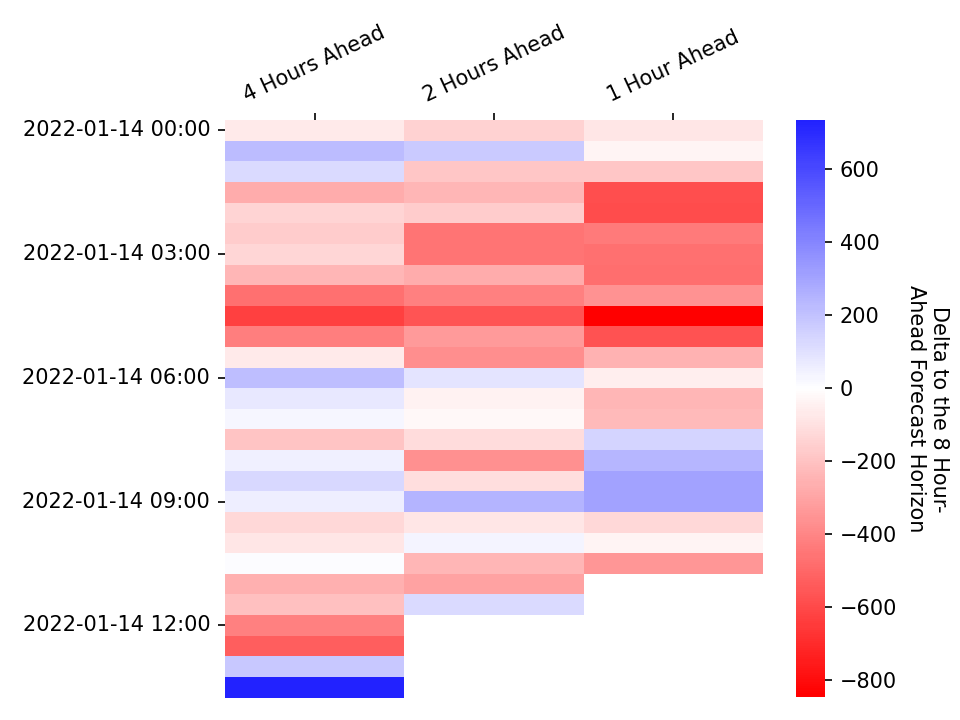 4 Hours Ahead
2 Hours Ahead
1 Hour Ahead
2022-01-14 00:00
2022-01-14 03:00
2022-01-14 06:00
2022-01-14 09:00
2022-01-14 12:00
600
400
200
0
−200
−400
−600
−800
Delta to the 8 Hour-
Ahead Forecast Horizon